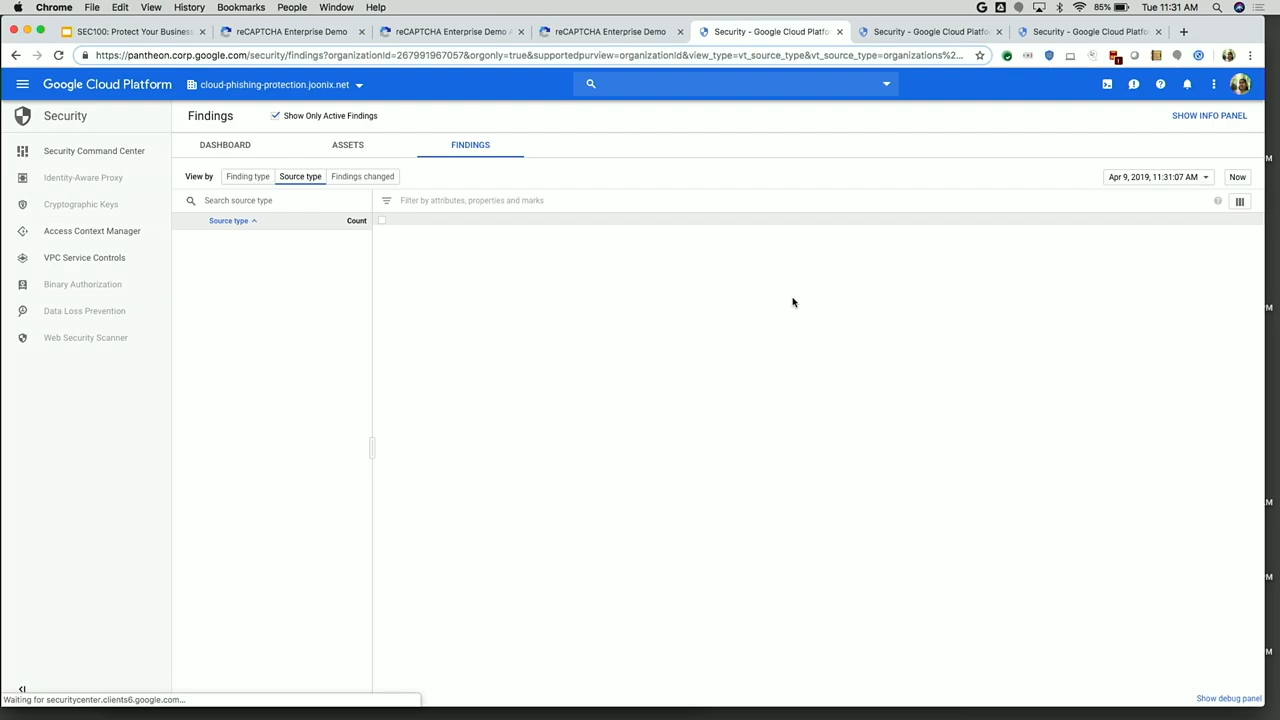 Chrome File Edit View History Bookmarks People Window Help 85% Tue 11:31 AM
SEC100: Protect Your Business reCAPTCHA Enterprise Demo reCAPTCHA Enterprise Demo reCAPTCHA Enterprise Demo Security - Google Cloud Platfo Security - Google Cloud Platfo Security - Google Cloud Platfo
https://pantheon.corp.google.com/security/findings?organizationId=267991967057&orgonly=true&supportedpurview=organizationId&view_type=vt_source_type&vt_source_type=organizations%2...
Google Cloud Platform cloud-phishing-protection.joonix.net
Security Findings Show Only Active Findings SHOW INFO PANEL
DASHBOARD ASSETS FINDINGS
Security Command Center
View by Finding type Source type Findings changed Apr 9, 2019, 11:31:07 AM Now
Identity-Aware Proxy
Search source type Filter by attributes, properties and marks
Cryptographic Keys
Source type Count
Access Context Manager
VPC Service Controls
Binary Authorization
Data Loss Prevention
Web Security Scanner
Waiting for securitycenter.clients6.google.com...
Show debug panel